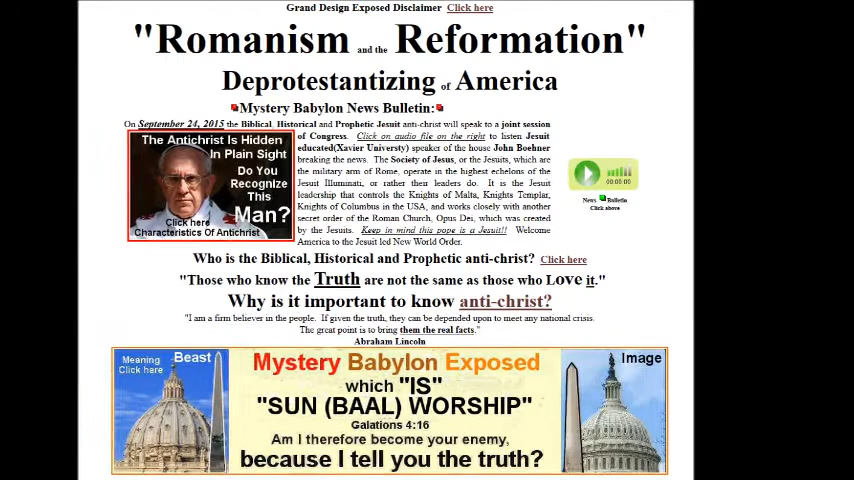 Grand Design Exposed Disclaimer Click here
"Romanism and the Reformation"
Deprotestantizing of America
Mystery Babylon News Bulletin:
On September 24, 2015 the Biblical, Historical and Prophetic Jesuit anti-christ will speak to a joint session
of Congress. Click on audio file on the right to listen Jesuit
educated(Xavier Universty) speaker of the house John Boehner
breaking the news. The Society of Jesus, or the Jesuits, which are
the military arm of Rome, operate in the highest echelons of the
Jesuit Illuminati, or rather their leaders do. It is the Jesuit
leadership that controls the Knights of Malta, Knights Templar,
Knights of Columbus in the USA, and works closely with another
secret order of the Roman Church, Opus Dei, which was created
by the Jesuits. Keep in mind this pope is a Jesuit!! Welcome
America to the Jesuit led New World Order.
The Antichrist Is Hidden
In Plain Sight
Do You
Recognize
This
Man?
Click here
Characteristics Of Antichrist
00:00:00
News Bulletin
Click above
Who is the Biblical, Historical and Prophetic anti-christ? Click here
"Those who know the Truth are not the same as those who Love it."
Why is it important to know anti-christ?
"I am a firm believer in the people. If given the truth, they can be depended upon to meet any national crisis.
The great point is to bring them the real facts."
Abraham Lincoln
Meaning
Click here
Beast
Mystery Babylon Exposed
which "IS"
"SUN (BAAL) WORSHIP"
Galations 4:16
Am I therefore become your enemy,
because I tell you the truth?
Image